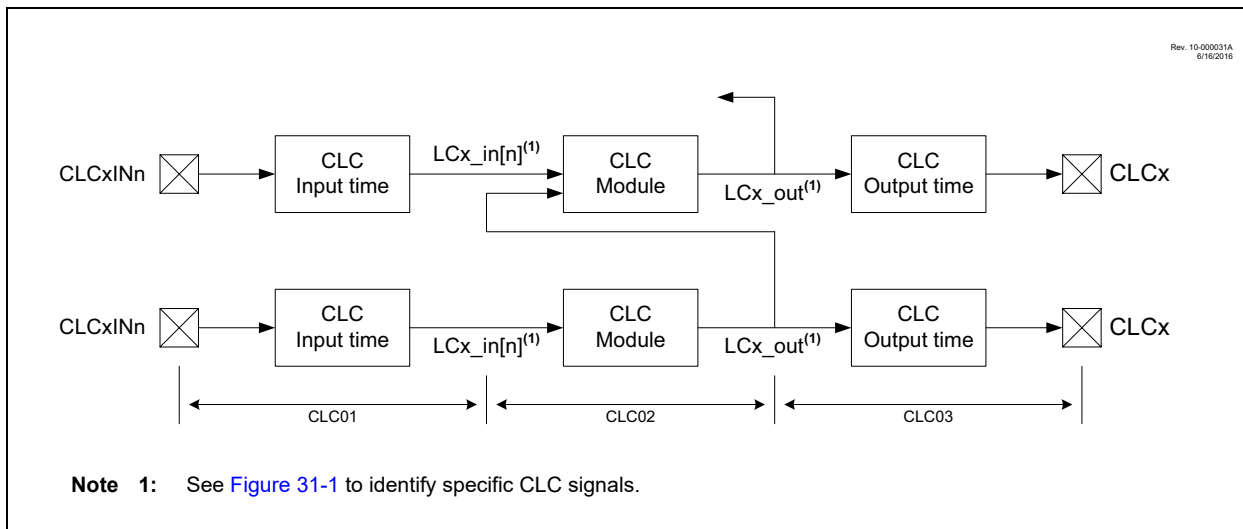 Rev. 10-000031A
6/16/2016
CLCxINn
CLC
Input time
LCx_in[n](1)
CLC
Module
LCx_out(1)
CLC
Output time
CLCx
CLCxINn
CLC
Input time
LCx_in[n](1)
CLC
Module
LCx_out(1)
CLC
Output time
CLCx
CLC01
CLC02
CLC03
Note 1: See Figure 31-1 to identify specific CLC signals.